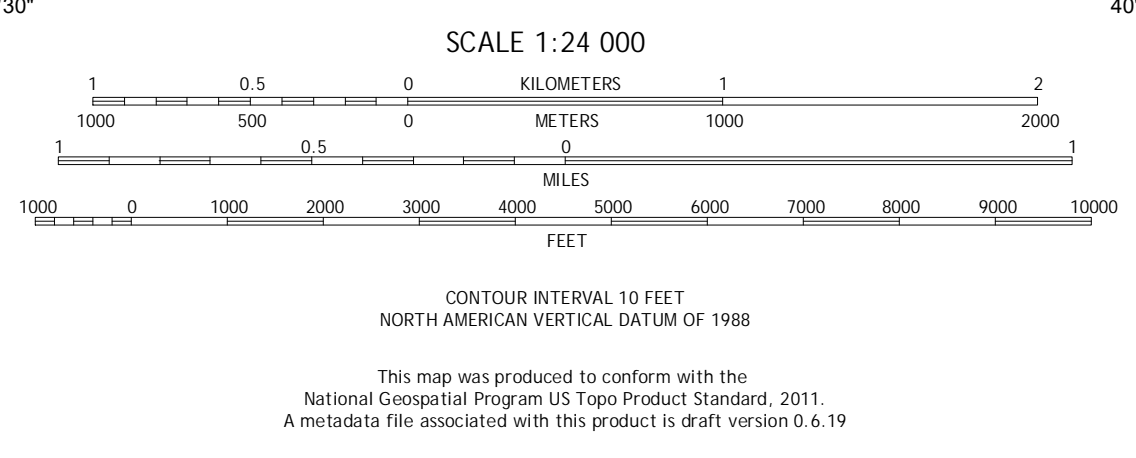 '30"
40°
SCALE 1:24 000
1 0.5 0 KILOMETERS 1 2
1000 500 0 METERS 1000 2000
1 0.5 0 1
MILES
1000 0 1000 2000 3000 4000 5000 6000 7000 8000 9000 10000
FEET
CONTOUR INTERVAL 10 FEET
NORTH AMERICAN VERTICAL DATUM OF 1988
This map was produced to conform with the
National Geospatial Program US Topo Product Standard, 2011.
A metadata file associated with this product is draft version 0.6.19